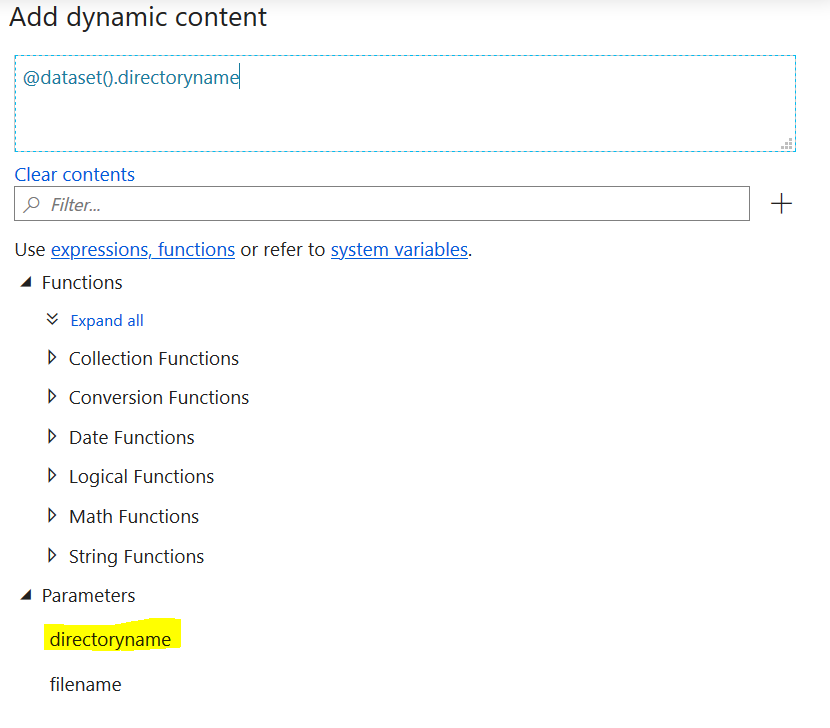 Add dynamic content
@dataset().directoryname
Clear contents
Filter...
Use expressions, functions or refer to system variables.
Functions
Expand all
Collection Functions
Conversion Functions
Date Functions
Logical Functions
Math Functions
String Functions
Parameters
directoryname
filename